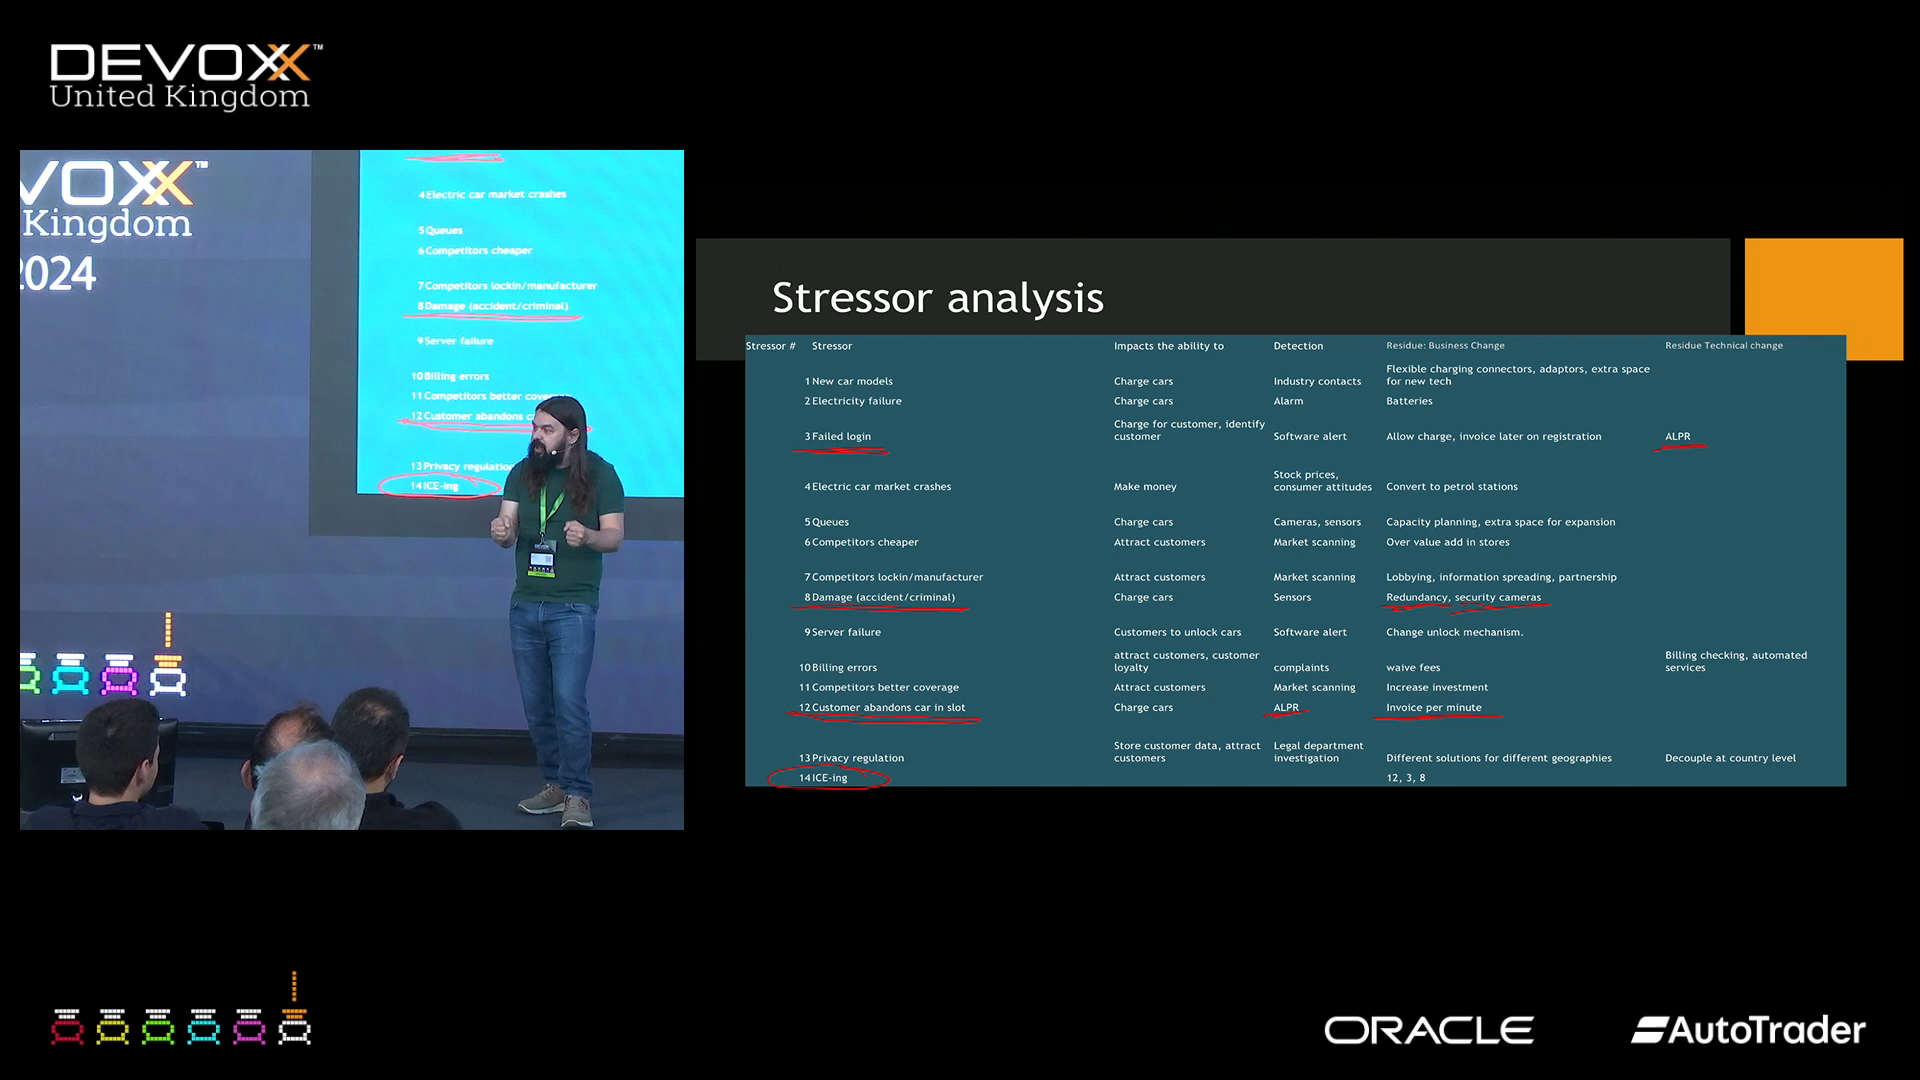 DEVOXX™
United Kingdom
VOXX™
Kingdom
2024
4 Electric car market crashes
5 Queues
6 Competitors cheaper
7 Competitors lockin/manufacturer
8 Damage (accident/criminal)
9 Server failure
10 Billing errors
11 Competitors better
12 Customer abandons
13 Privacy regulation
14 ICE-ing
DEVOXX
Stressor analysis
Stressor # Stressor Impacts the ability to Detection Residue: Business Change Residue Technical change
Flexible charging connectors, adaptors, extra space
1 New car models Charge cars Industry contacts for new tech
2 Electricity failure Charge cars Alarm Batteries
Charge for customer, identify
3 Failed login customer Software alert Allow charge, invoice later on registration ALPR
Stock prices,
4 Electric car market crashes Make money consumer attitudes Convert to petrol stations
5 Queues Charge cars Cameras, sensors Capacity planning, extra space for expansion
6 Competitors cheaper Attract customers Market scanning Over value add in stores
7 Competitors lockin/manufacturer Attract customers Market scanning Lobbying, information spreading, partnership
8 Damage (accident/criminal) Charge cars Sensors Redundancy, security cameras
9 Server failure Customers to unlock cars Software alert Change unlock mechanism.
attract customers, customer Billing checking, automated
10 Billing errors loyalty complaints waive fees services
11 Competitors better coverage Attract customers Market scanning Increase investment
12 Customer abandons car in slot Charge cars ALPR Invoice per minute
Store customer data, attract Legal department
13 Privacy regulation customers investigation Different solutions for different geographies Decouple at country level
14 ICE-ing 12, 3, 8
ORACLE
AutoTrader